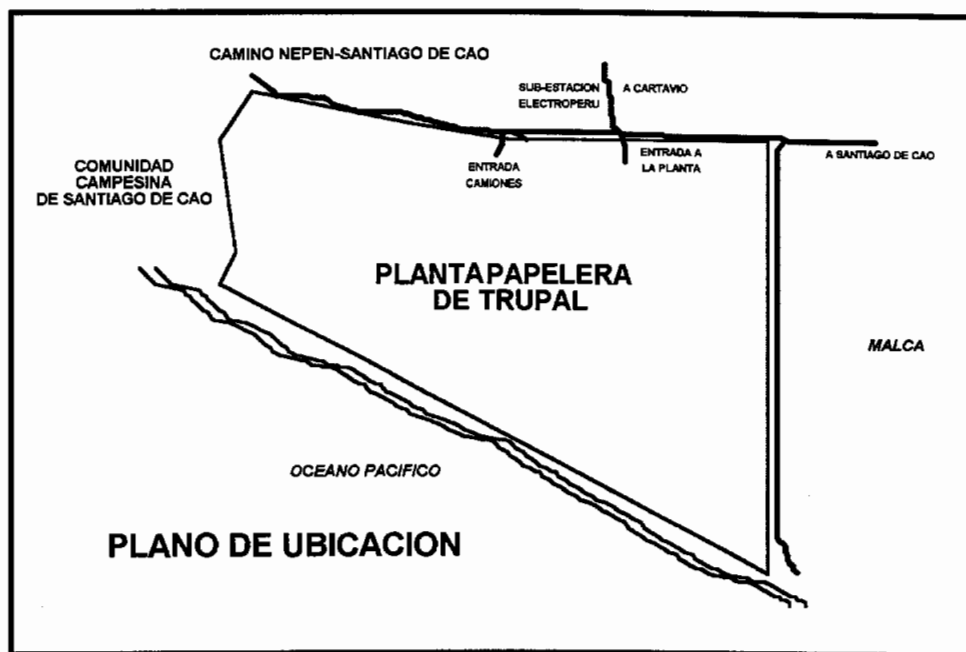 CAMINO NEPEN-SANTIAGO DE CAO
SUB-ESTACION
ELECTROPERU
A CARTAVIO
ENTRADA
CAMIONES
ENTRADA A
LA PLANTA
A SANTIAGO DE CAO
COMUNIDAD
CAMPESINA
DE SANTIAGO DE CAO
PLANTAPAPELERA
DE TRUPAL
MALCA
OCEANO PACIFICO
PLANO DE UBICACION